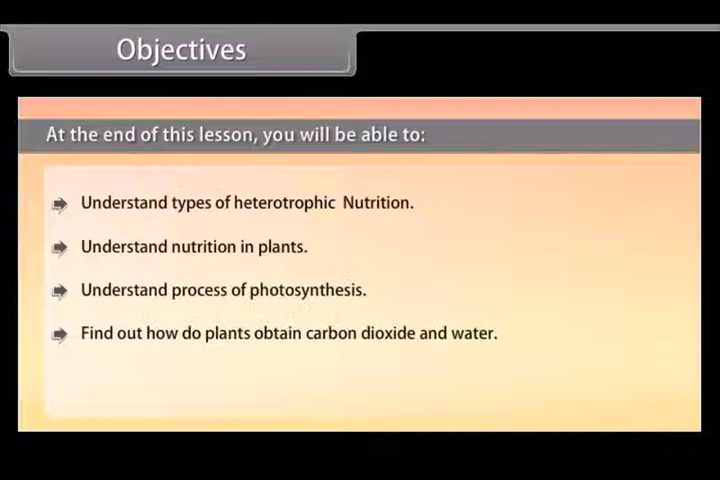 Objectives
At the end of this lesson, you will be able to:
Understand types of heterotrophic Nutrition.
Understand nutrition in plants.
Understand process of photosynthesis.
Find out how do plants obtain carbon dioxide and water.